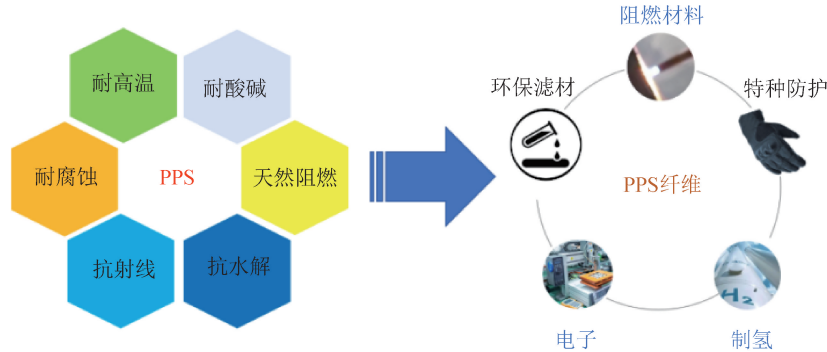 耐高温
耐酸碱
耐腐蚀
PPS
天然阻燃
抗射线
抗水解
阻燃材料
环保滤材
特种防护
PPS纤维
H2
电子
制氢